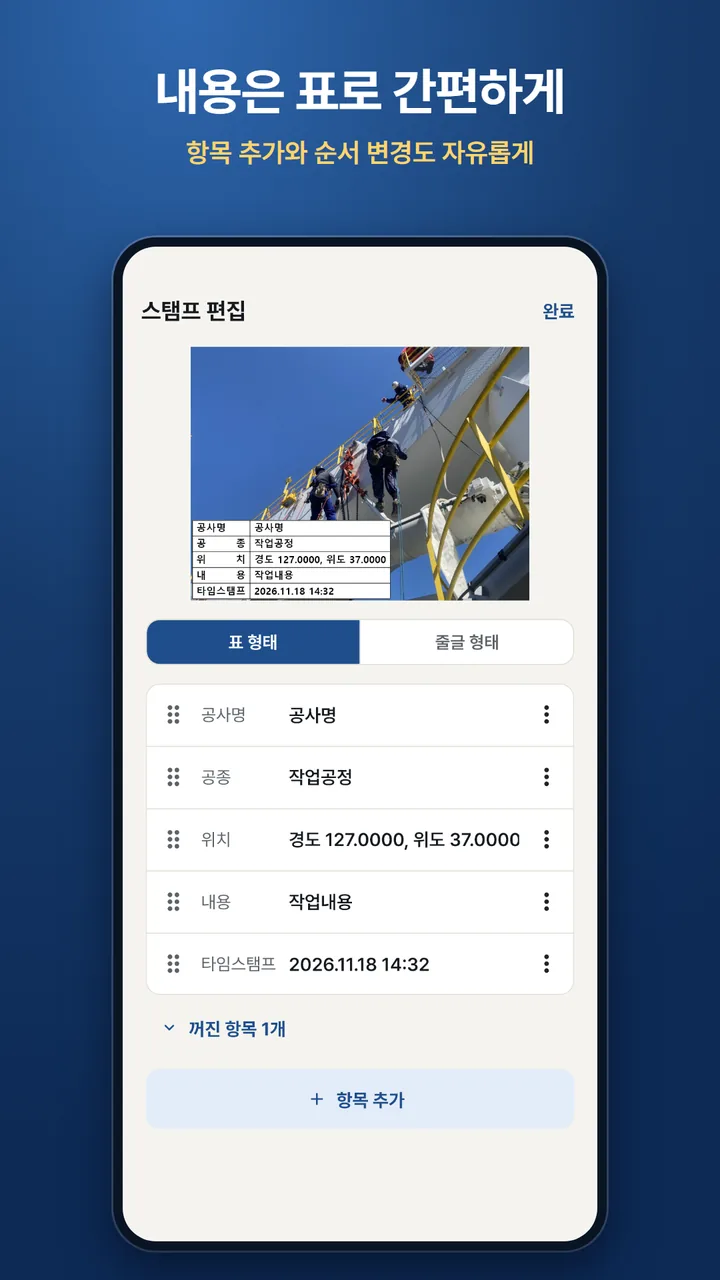 내용은 표로 간편하게
항목 추가와 순서 변경도 자유롭게
스탬프 편집
완료
공사명 공사명
공 종 작업공정
위 치 경도 127.0000, 위도 37.0000
내 용 작업내용
타임스탬프 2026.11.18 14:32
표 형태
줄글 형태
공사명 공사명
공종 작업공정
위치 경도 127.0000, 위도 37.0000
내용 작업내용
타임스탬프 2026.11.18 14:32
꺼진 항목 1개
+ 항목 추가